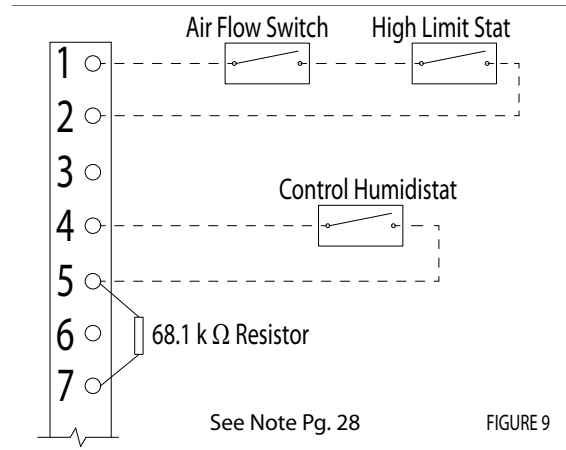 Air Flow Switch High Limit Stat
1
2
3
Control Humidistat
4
5
6 68.1 k Ω Resistor
7
See Note Pg. 28 FIGURE 9